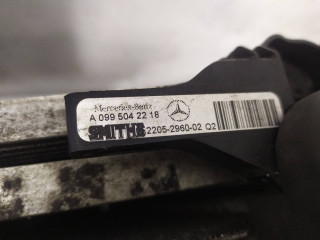 Mercedes-Benz
A 099 504 22 18
SMITHS 2205-2960-02 Q2